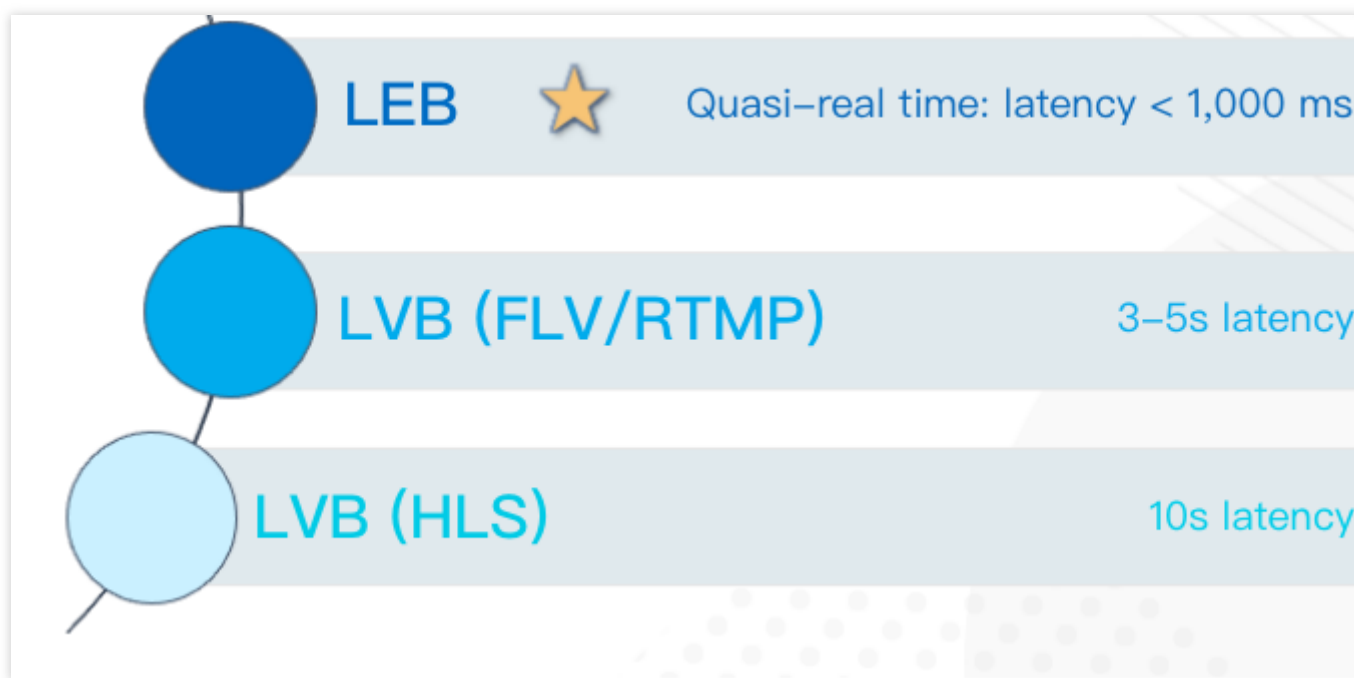 LEB
Quasi–real time: latency < 1,000 ms
LVB (FLV/RTMP)
3–5s latency
LVB (HLS)
10s latency